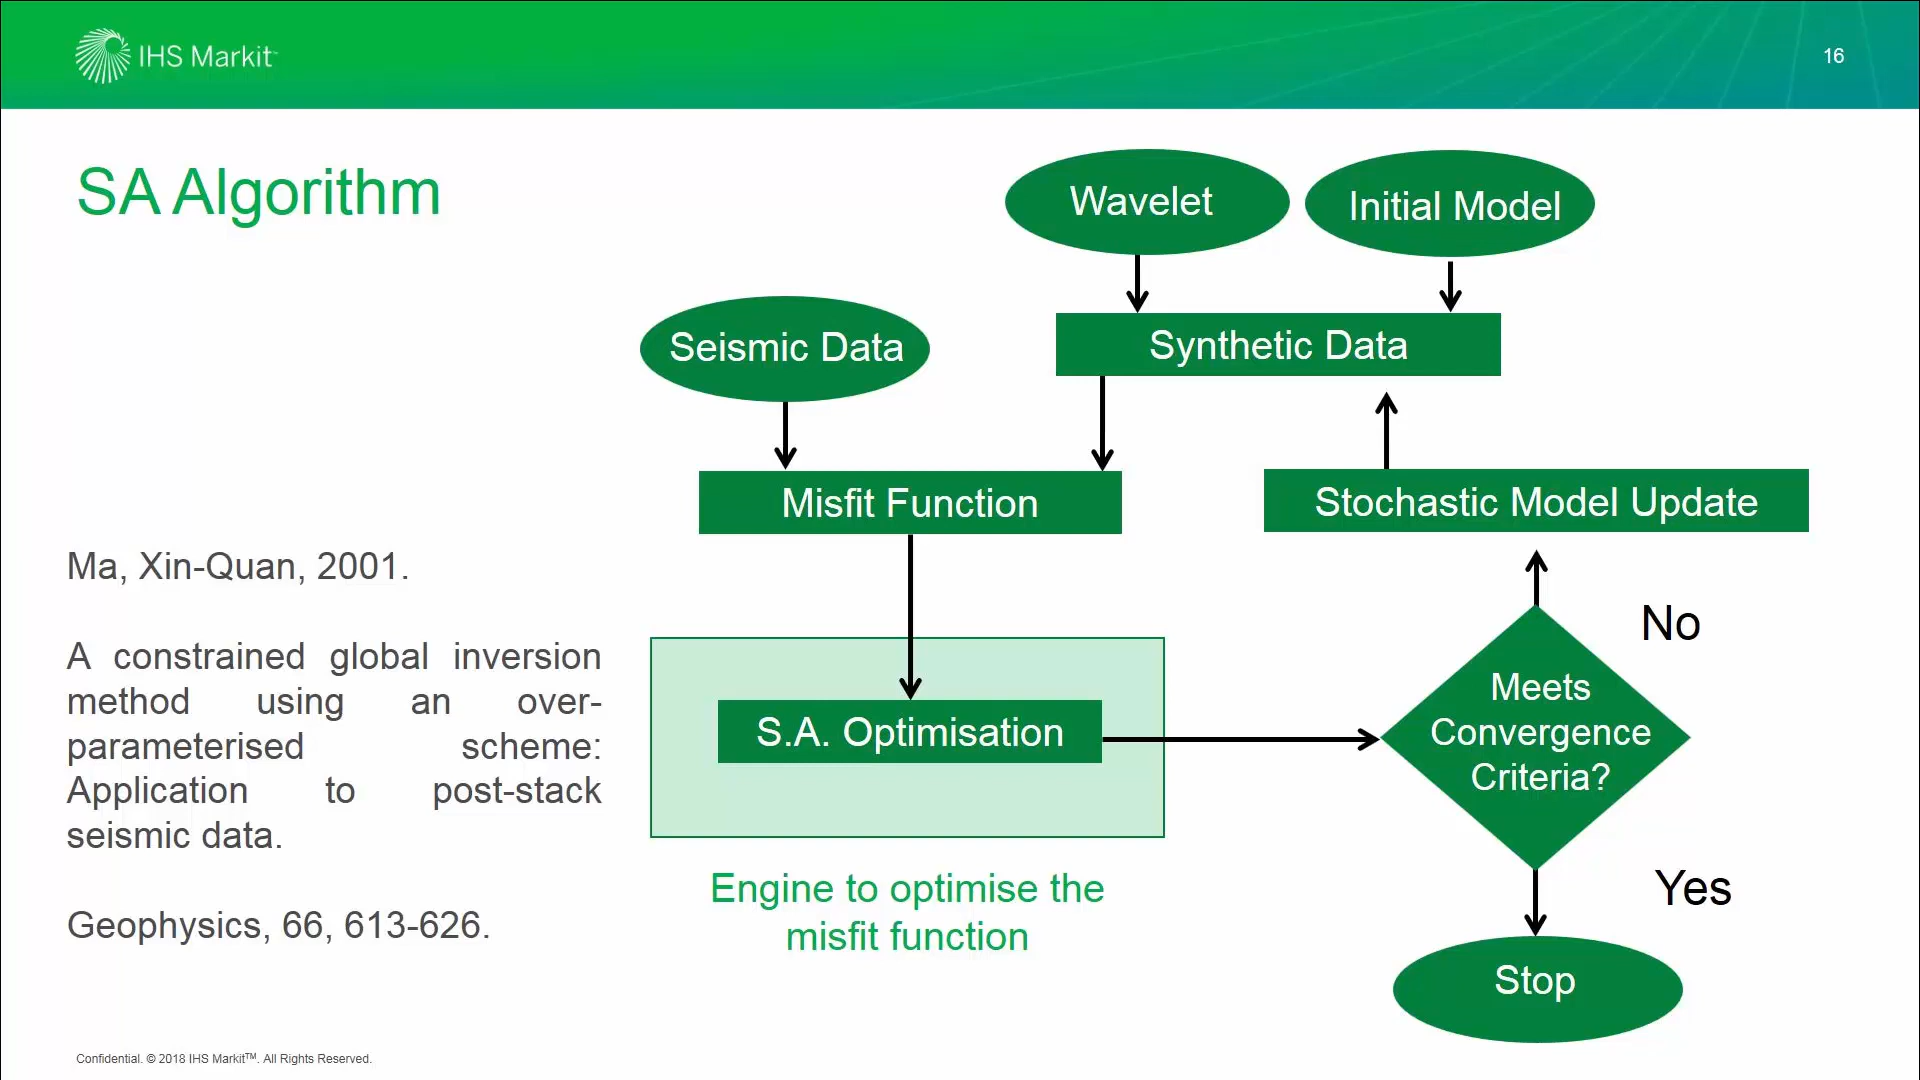 IHS Markit™
16
SA Algorithm
Wavelet
Initial Model
Seismic Data
Synthetic Data
Misfit Function
Stochastic Model Update
Ma, Xin-Quan, 2001.
A constrained global inversion
method using an over-
parameterised scheme:
Application to post-stack
seismic data.
Geophysics, 66, 613-626.
No
S.A. Optimisation
Meets
Convergence
Criteria?
Engine to optimise the
misfit function
Yes
Stop
Confidential. © 2018 IHS Markit™. All Rights Reserved.